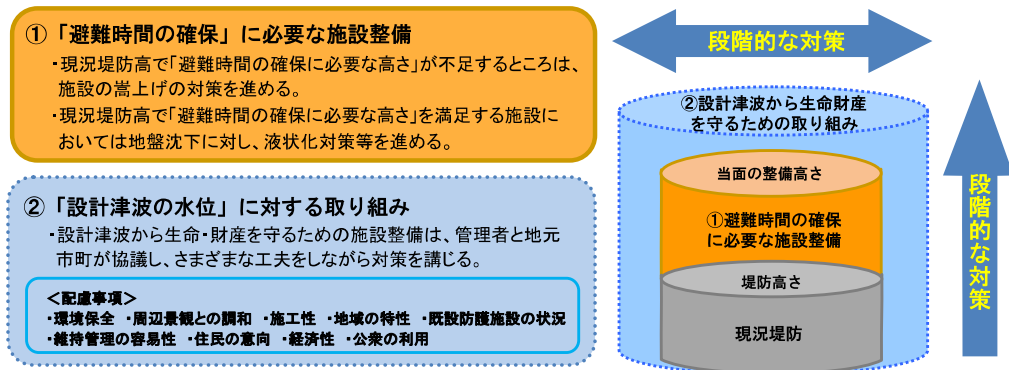 ① 「避難時間の確保」に必要な施設整備
・現況堤防高で「避難時間の確保に必要な高さ」が不足するところは、
施設の嵩上げの対策を進める。
・現況堤防高で「避難時間の確保に必要な高さ」を満足する施設に
おいては地盤沈下に対し、液状化対策等を進める。
② 「設計津波の水位」に対する取り組み
・設計津波から生命・財産を守るための施設整備は、管理者と地元
市町が協議し、さまざまな工夫をしながら対策を講じる。
＜配慮事項＞
・環境保全 ・周辺景観との調和 ・施工性 ・地域の特性 ・既設防護施設の状況
・維持管理の容易性 ・住民の意向 ・経済性 ・公衆の利用
段階的な対策
②設計津波から生命財産
を守るための取り組み
当面の整備高さ
①避難時間の確保
に必要な施設整備
堤防高さ
現況堤防
段階的な対策